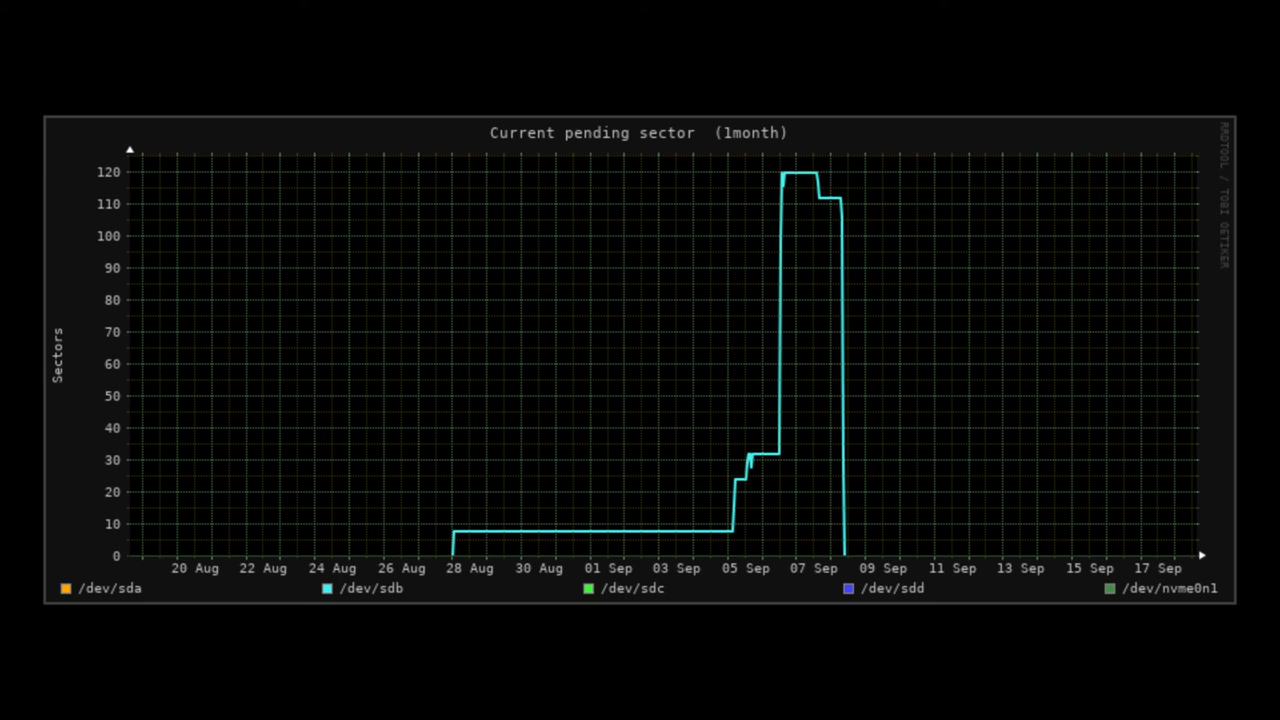 Current pending sector (1month)
RRDTOOL / TOBI OETIKER
Sectors
120
110
100
90
80
70
60
50
40
30
20
10
0
20 Aug 22 Aug 24 Aug 26 Aug 28 Aug 30 Aug 01 Sep 03 Sep 05 Sep 07 Sep 09 Sep 11 Sep 13 Sep 15 Sep 17 Sep
/dev/sda /dev/sdb /dev/sdc /dev/sdd /dev/nvme0n1